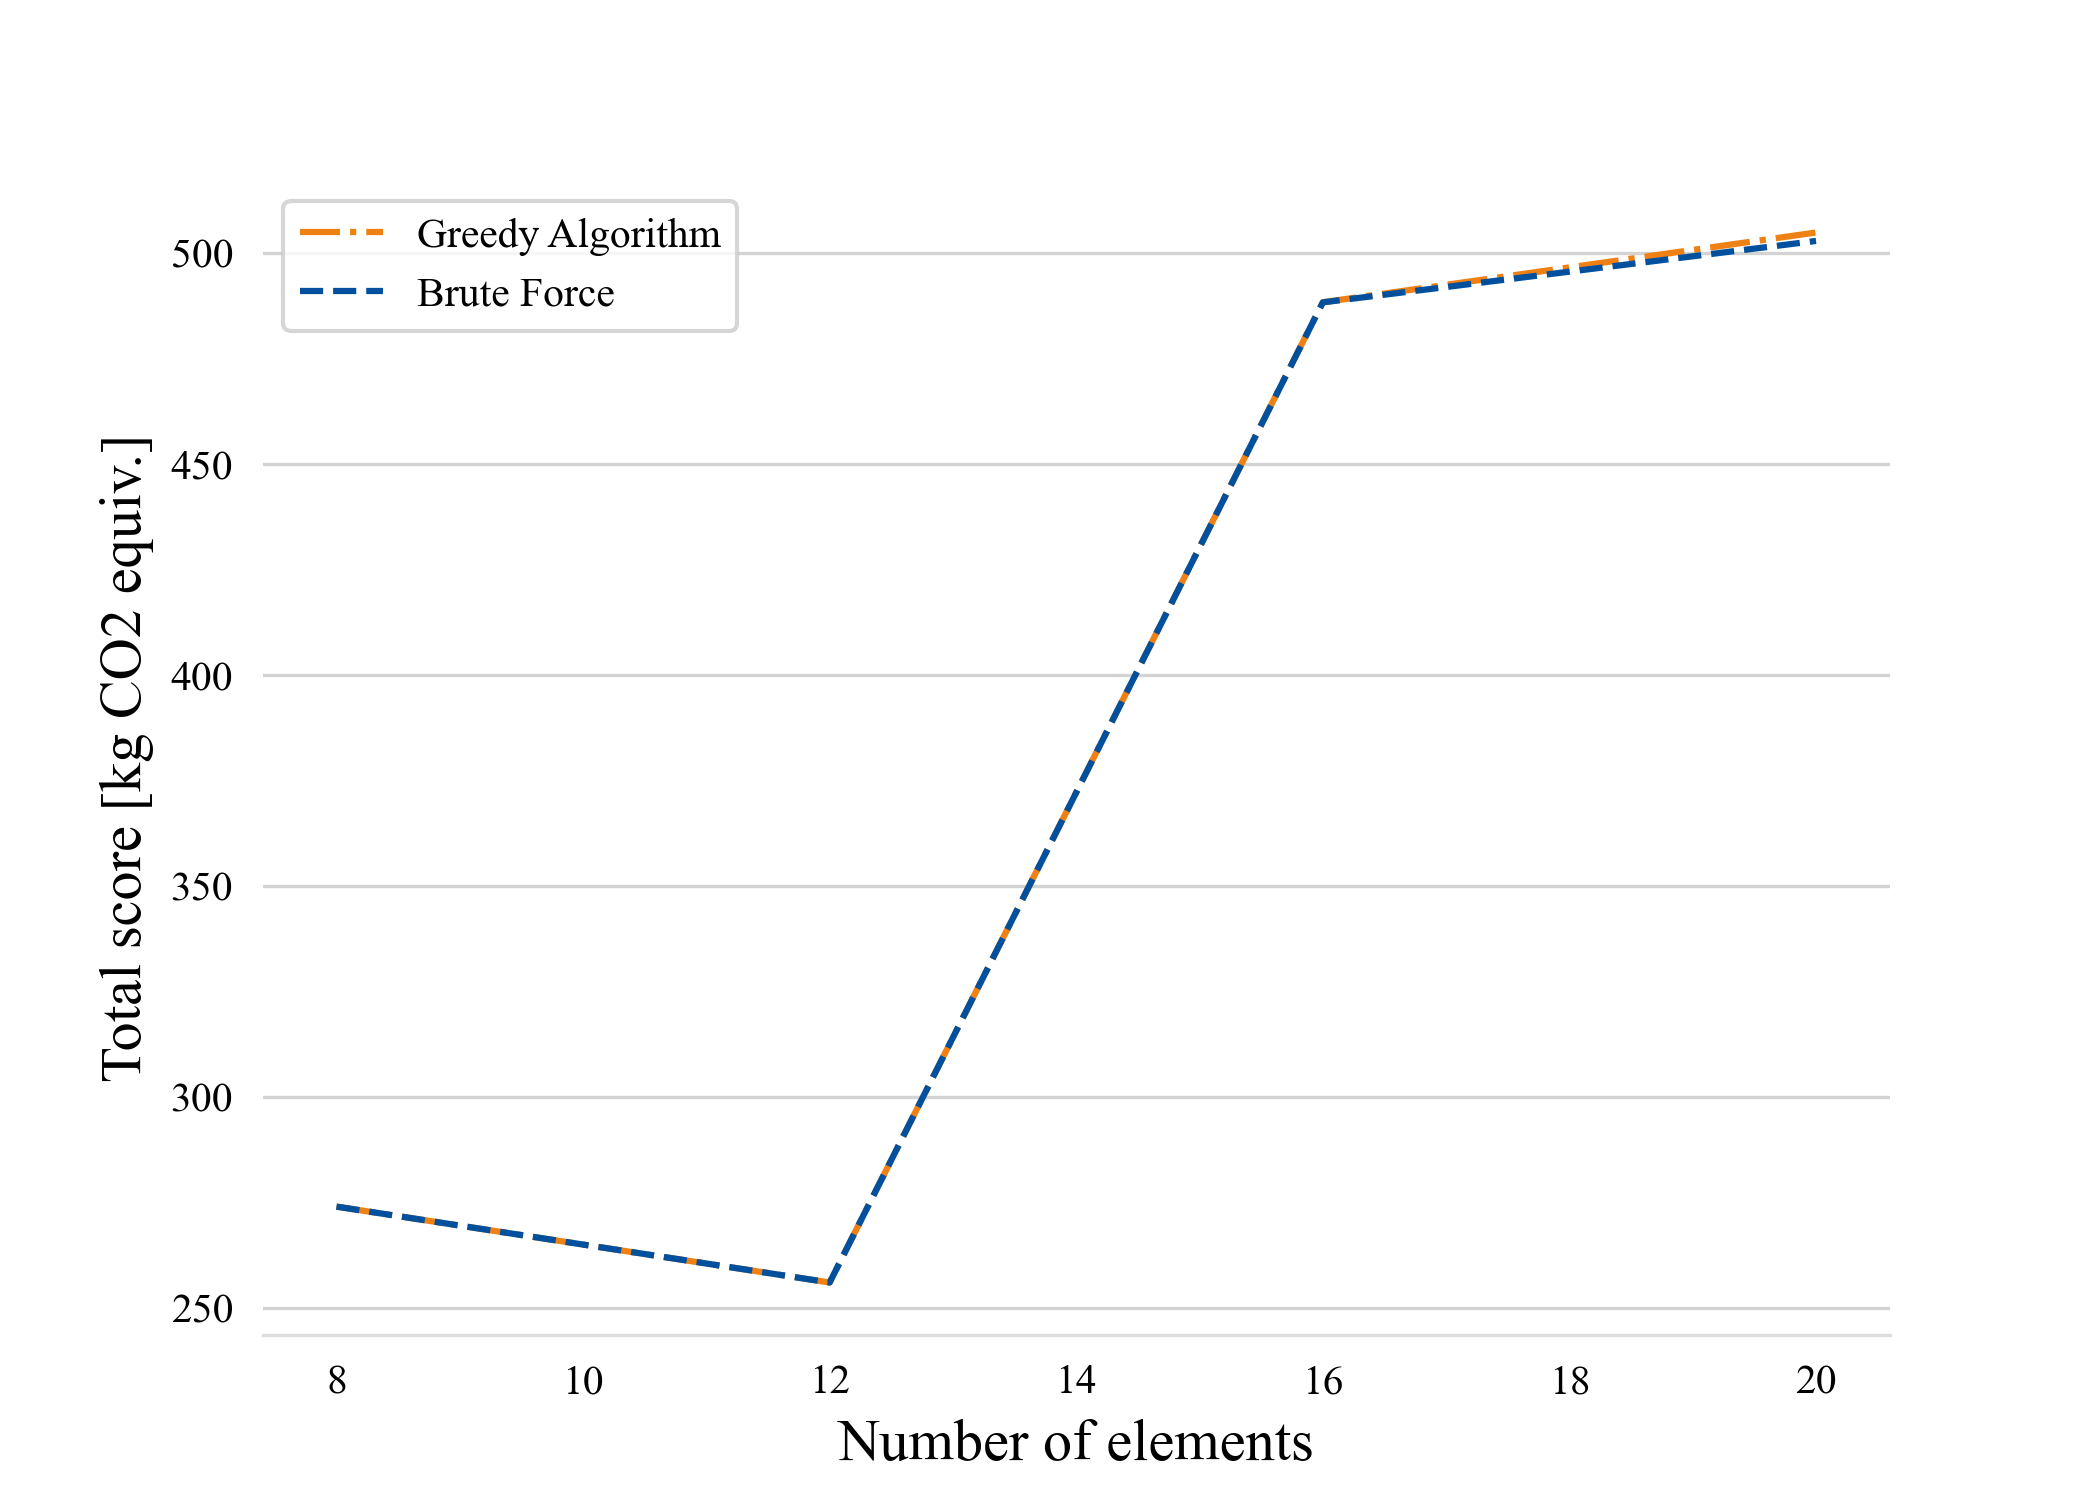 Greedy Algorithm
Brute Force
500
450
400
350
300
250
Total score [kg CO2 equiv.]
8 10 12 14 16 18 20
Number of elements